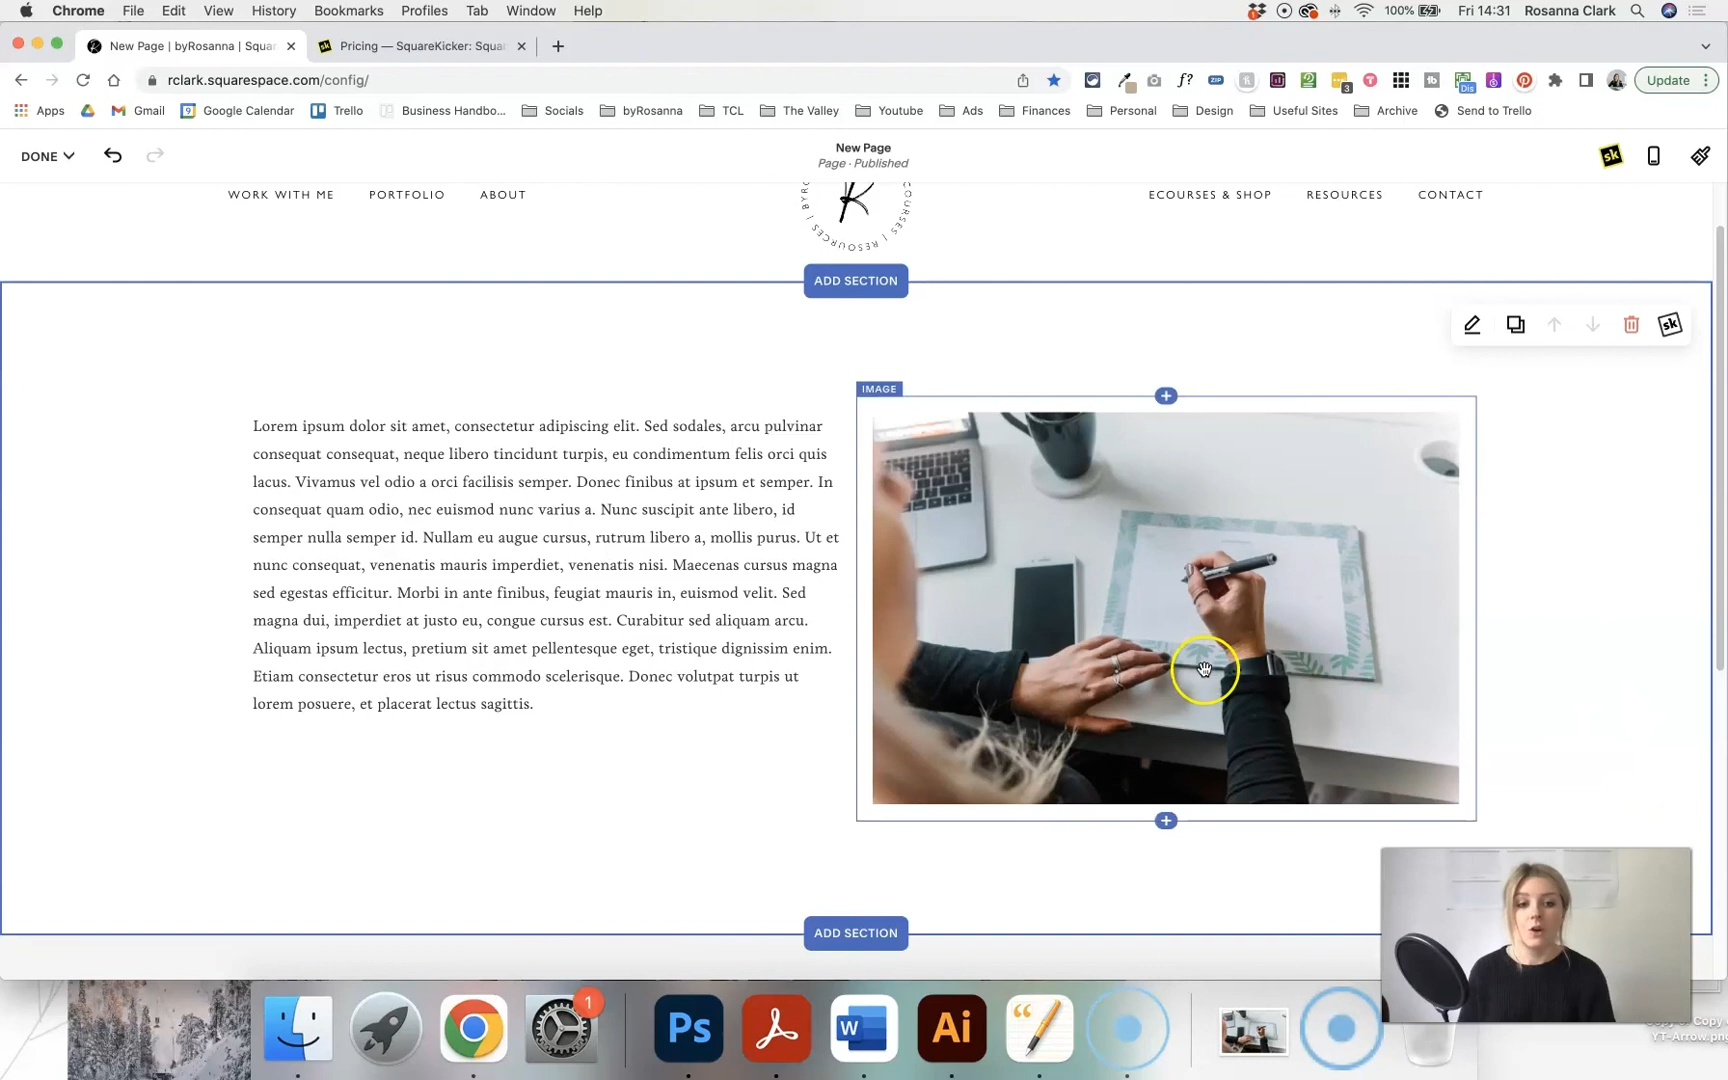 Chrome File Edit View History Bookmarks Profiles Tab Window Help 100% Fri 14:31 Rosanna Clark
New Page | byRosanna | Squar Pricing — SquareKicker: Squar
rclark.squarespace.com/config/ Update
Apps Gmail Google Calendar Trello Business Handbo... Socials byRosanna TCL The Valley Youtube Ads Finances Personal Design Useful Sites Archive Send to Trello
DONE
New Page
Page · Published
sk
WORK WITH ME PORTFOLIO ABOUT ECOURSES & SHOP RESOURCES CONTACT
ADD SECTION
sk
IMAGE
Lorem ipsum dolor sit amet, consectetur adipiscing elit. Sed sodales, arcu pulvinar
consequat consequat, neque libero tincidunt turpis, eu condimentum felis orci quis
lacus. Vivamus vel odio a orci facilisis semper. Donec finibus at ipsum et semper. In
consequat quam odio, nec euismod nunc varius a. Nunc suscipit ante libero, id
semper nulla semper id. Nullam eu augue cursus, rutrum libero a, mollis purus. Ut et
nunc consequat, venenatis mauris imperdiet, venenatis nisi. Maecenas cursus magna
sed egestas efficitur. Morbi in ante finibus, feugiat mauris in, euismod velit. Sed
magna dui, imperdiet at justo eu, congue cursus est. Curabitur sed aliquam arcu.
Aliquam ipsum lectus, pretium sit amet pellentesque eget, tristique dignissim enim.
Etiam consectetur eros ut risus commodo scelerisque. Donec volutpat turpis ut
lorem posuere, et placerat lectus sagittis.
ADD SECTION
1
Ps
W
Ai
YT-Arrow.png